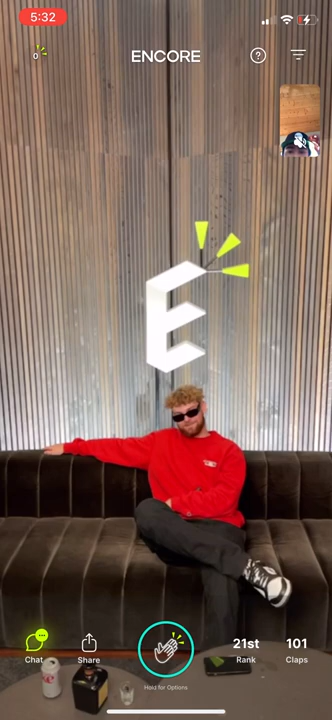 5:32
0
ENCORE
?
E
Chat
Share
21st
Rank
101
Claps
Hold for Options